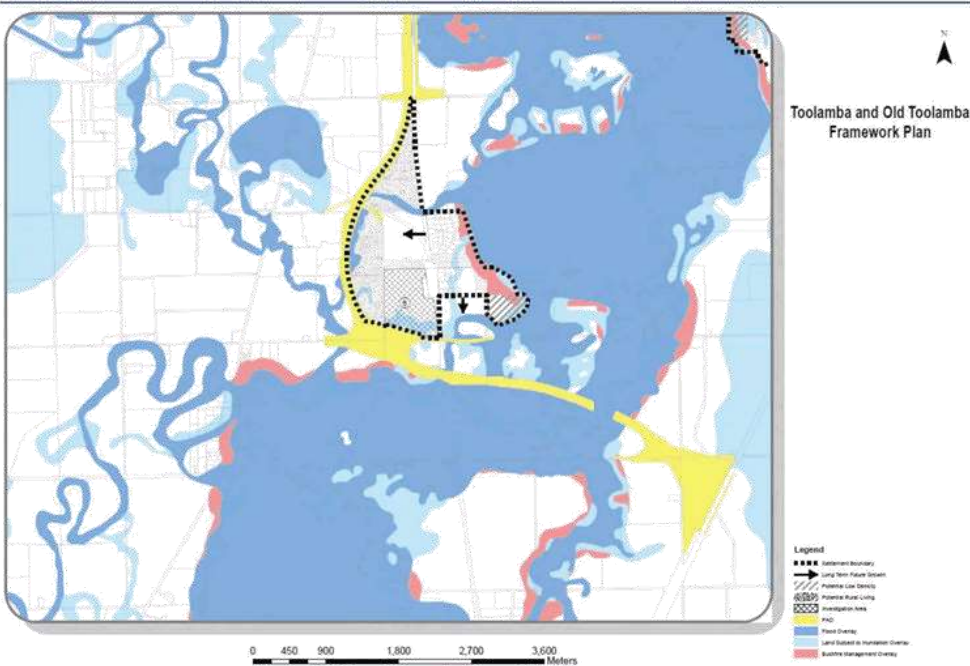 N
Toolamba and Old Toolamba
Framework Plan
Legend
Settlement Boundary
Long Term Future Growth
Potential Low Density
Potential Rural Living
Investigation Area
PAO
Flood Overlay
Land Subject to Inundation Overlay
Bushfire Management Overlay
0 450 900 1,800 2,700 3,600
Meters